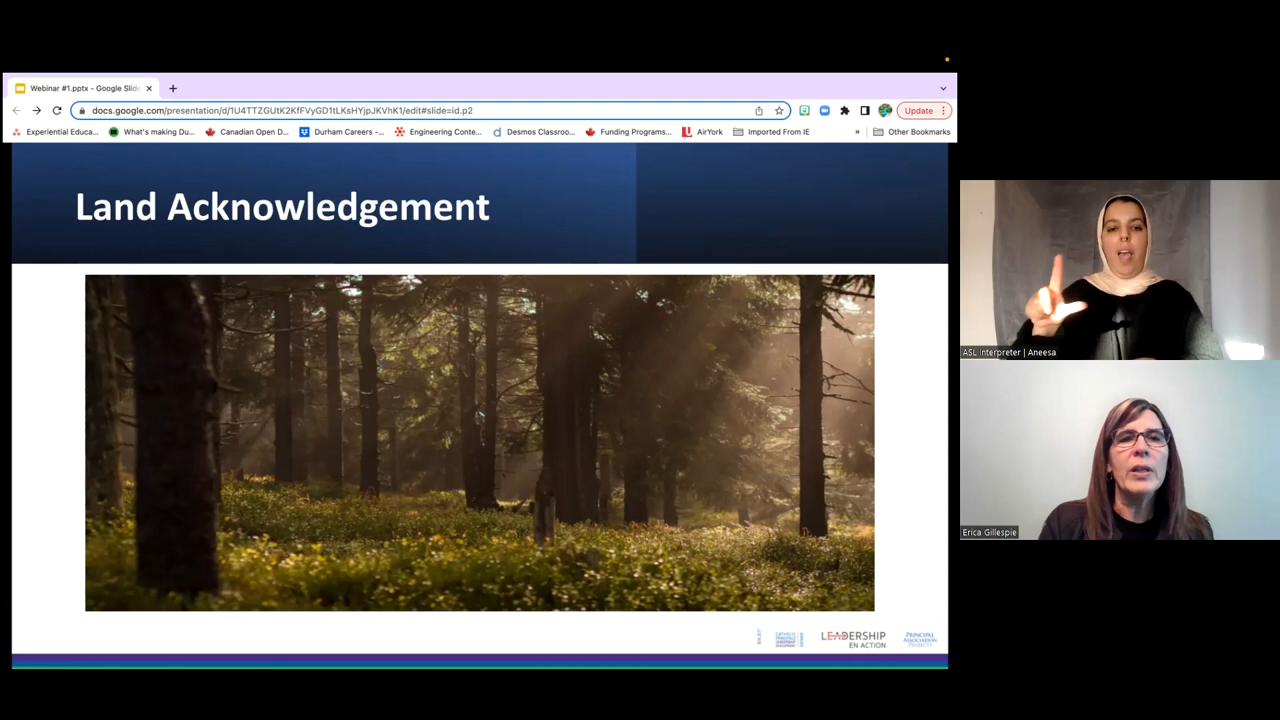 Webinar #1.pptx - Google Slid
docs.google.com/presentation/d/1U4TTZGUtK2KfFVyGD1tLKsHYjpJKVhK1/edit#slide=id.p2
Update
Experiential Educa...
What's making Du...
Canadian Open D...
Durham Careers -...
Engineering Conte...
Desmos Classroo...
Funding Programs...
AirYork
Imported From IE
»
Other Bookmarks
Land Acknowledgement
LEADERSHIP
EN ACTION
PRINCIPAL
ASSOCIATION
PROJECTS
ASL Interpreter | Aneesa
Erica Gillespie